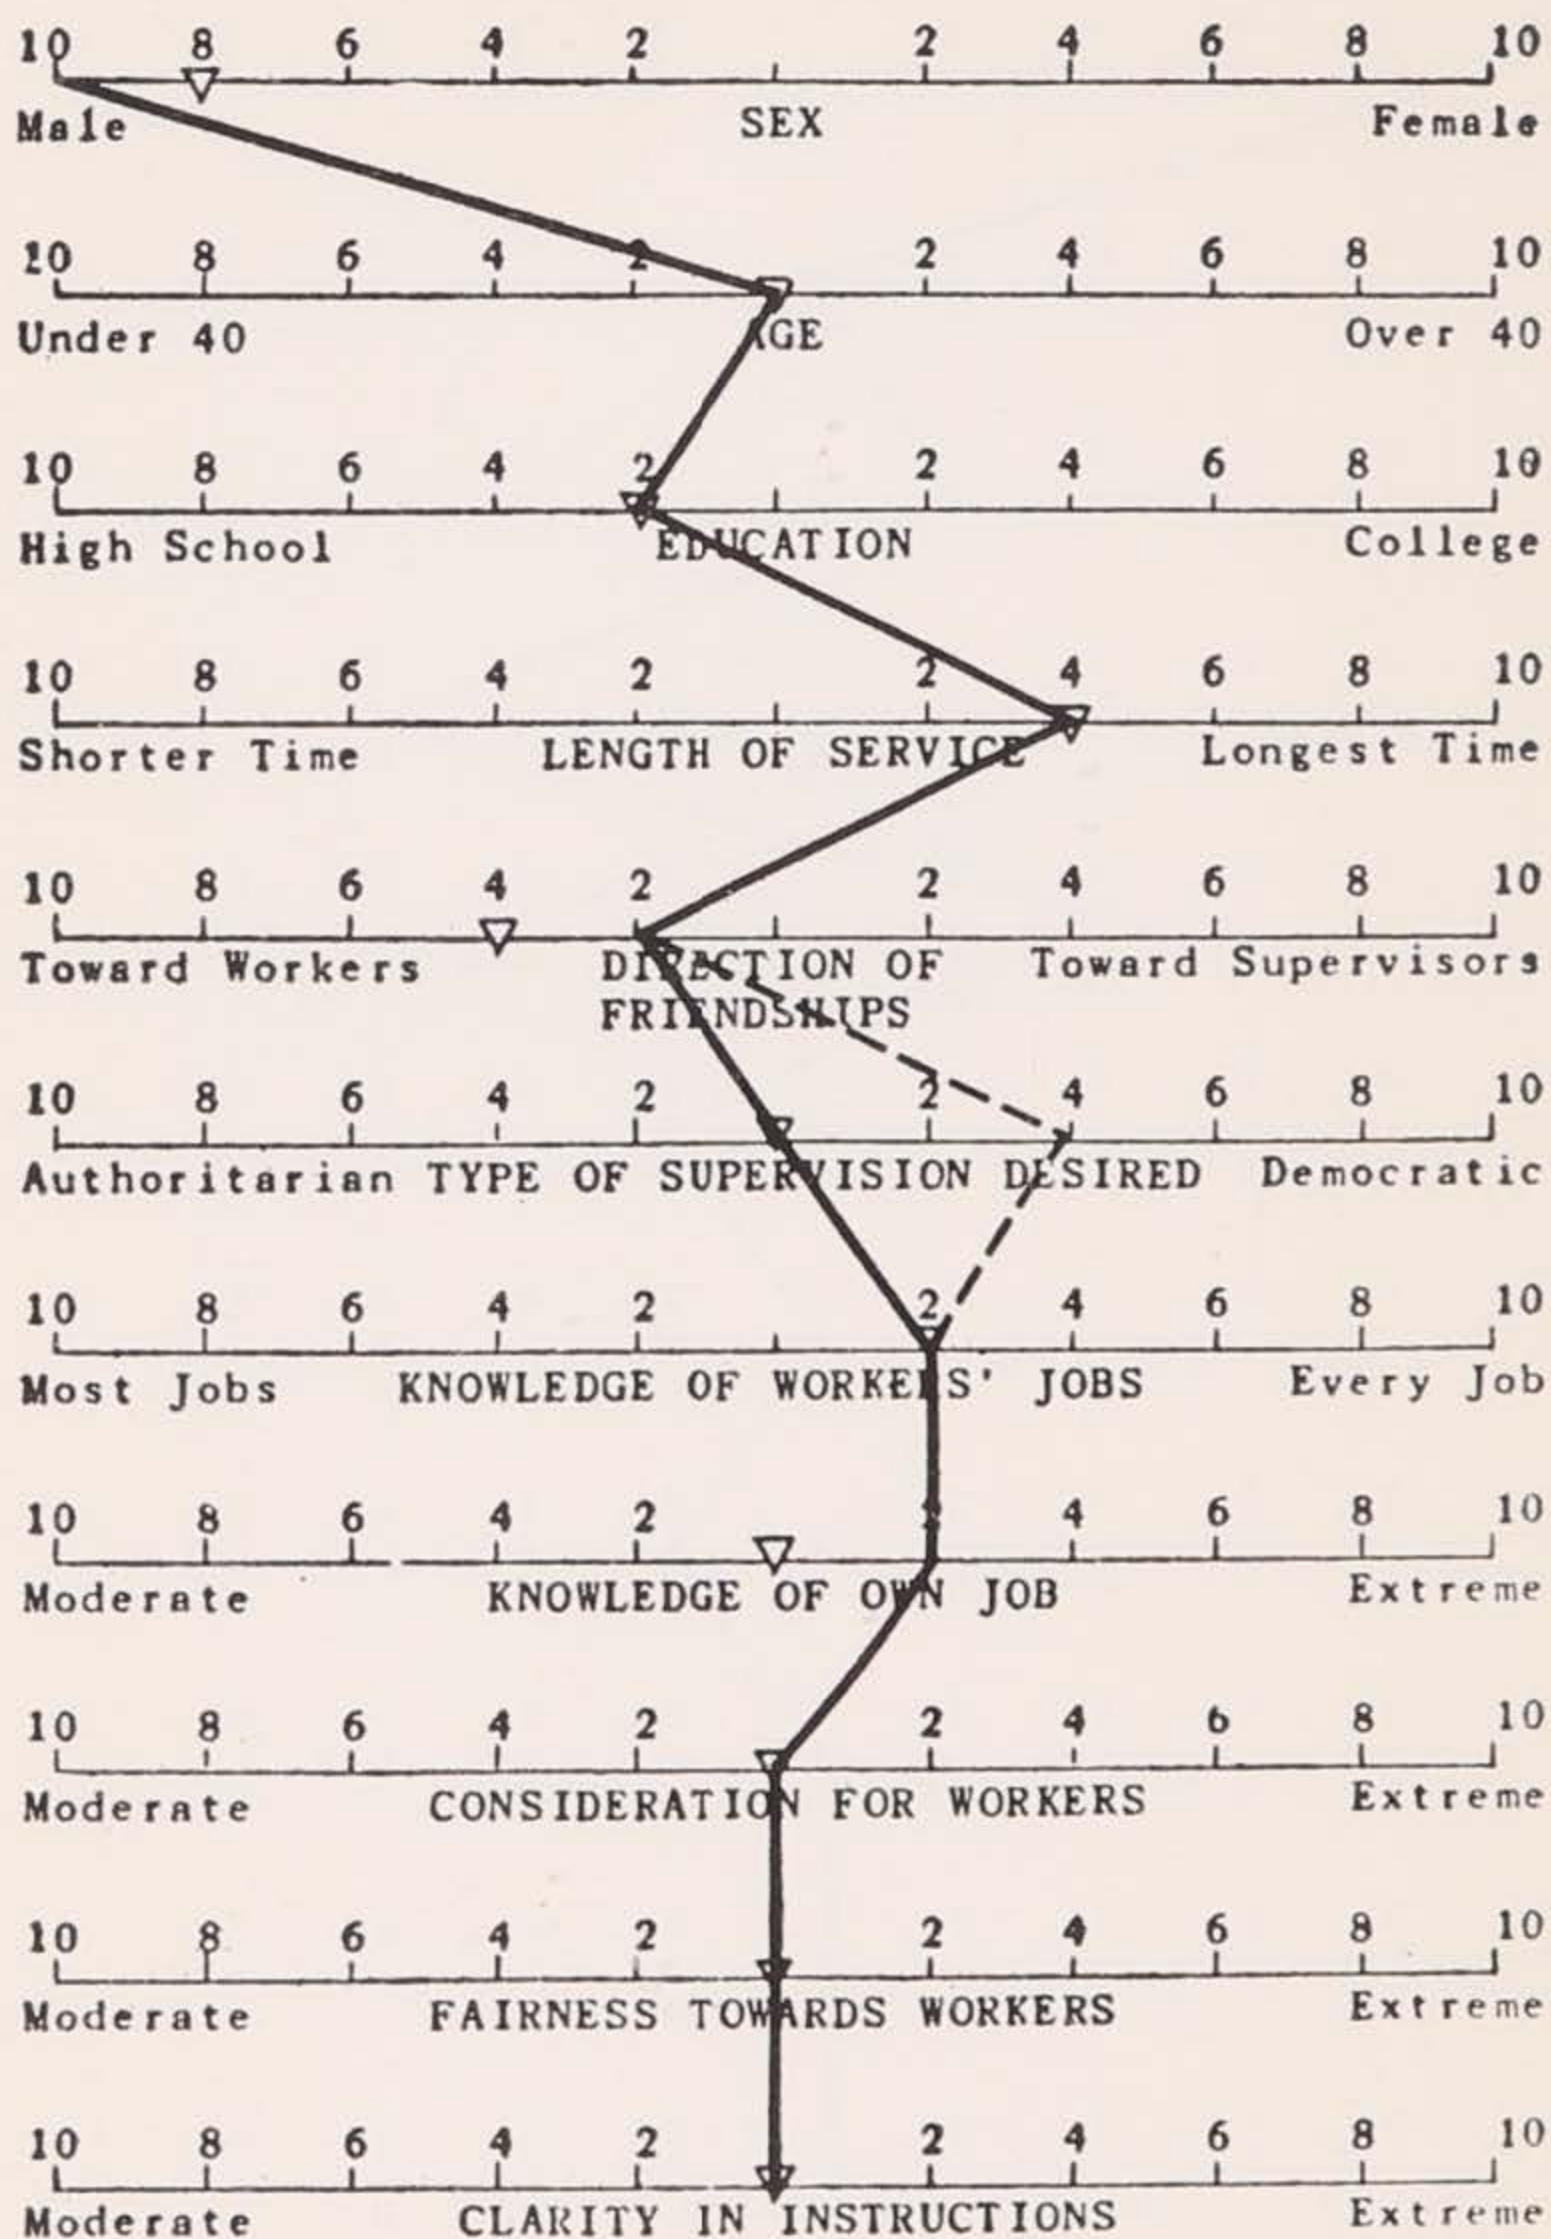 10 8 6 4 2 2 4 6 8 10
Male SEX Female
10 8 6 4 2 2 4 6 8 10
Under 40 AGE Over 40
10 8 6 4 2 2 4 6 8 10
High School EDUCATION College
10 8 6 4 2 2 4 6 8 10
Shorter Time LENGTH OF SERVICE Longest Time
10 8 6 4 2 2 4 6 8 10
Toward Workers DIRECTION OF Toward Supervisors
FRIENDSHIPS
10 8 6 4 2 2 4 6 8 10
Authoritarian TYPE OF SUPERVISION DESIRED Democratic
10 8 6 4 2 2 4 6 8 10
Most Jobs KNOWLEDGE OF WORKERS' JOBS Every Job
10 8 6 4 2 2 4 6 8 10
Moderate KNOWLEDGE OF OWN JOB Extreme
10 8 6 4 2 2 4 6 8 10
Moderate CONSIDERATION FOR WORKERS Extreme
10 8 6 4 2 2 4 6 8 10
Moderate FAIRNESS TOWARDS WORKERS Extreme
10 8 6 4 2 2 4 6 8 10
Moderate CLARITY IN INSTRUCTIONS Extreme